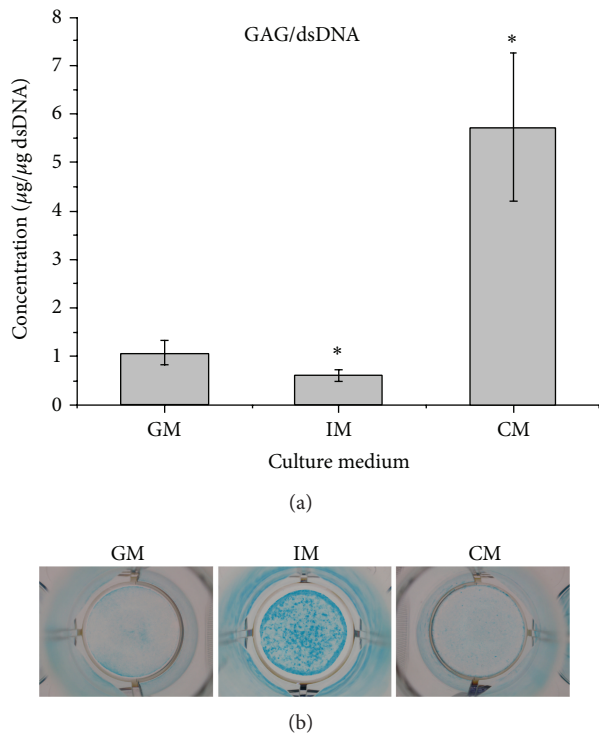 GAG/dsDNA
Concentration (μg/μg dsDNA)
8
7
6
5
4
3
2
1
0
*
*
GM
IM
CM
Culture medium
(a)
GM
IM
CM
(b)